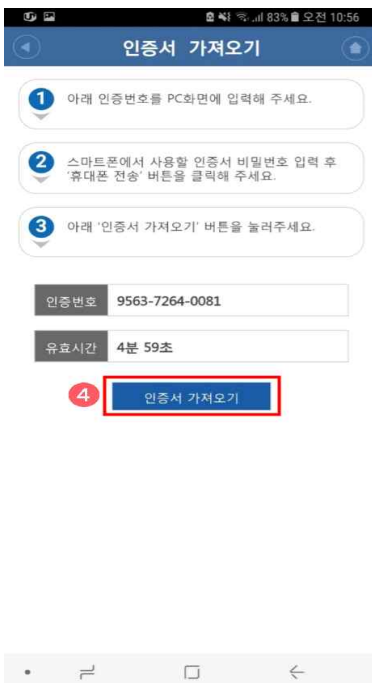 83% 오전 10:56
인증서 가져오기
1 아래 인증번호를 PC화면에 입력해 주세요.
2 스마트폰에서 사용할 인증서 비밀번호 입력 후
'휴대폰 전송' 버튼을 클릭해 주세요.
3 아래 '인증서 가져오기' 버튼을 눌러주세요.
인증번호 9563-7264-0081
유효시간 4분 59초
4 인증서 가져오기